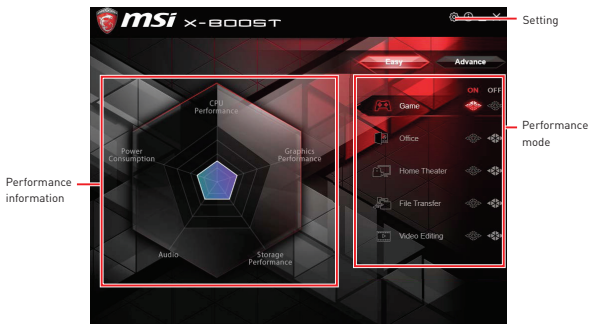 msi X-BOOST
Setting
Easy Advance
ON OFF
Game
Office
Home Theater
File Transfer
Video Editing
Performance
mode
CPU
Performance
Graphics
Performance
Storage
Performance
Audio
Power
Consumption
Performance
information